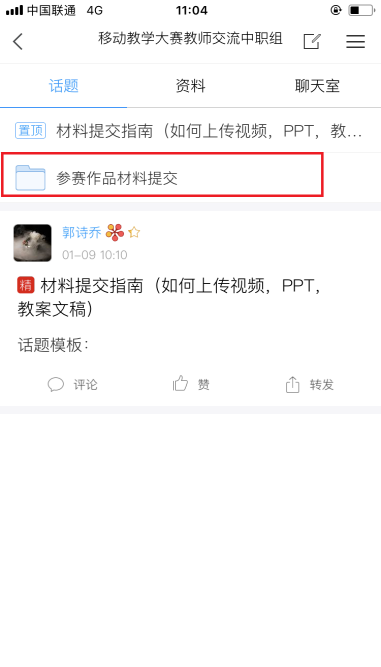 中国联通 4G 11:04
移动教学大赛教师交流中职组
话题 资料 聊天室
置顶 材料提交指南（如何上传视频，PPT，教...
参赛作品材料提交
郭诗乔
01-09 10:10
精 材料提交指南（如何上传视频，PPT，
教案文稿）
话题模板：
评论 赞 转发